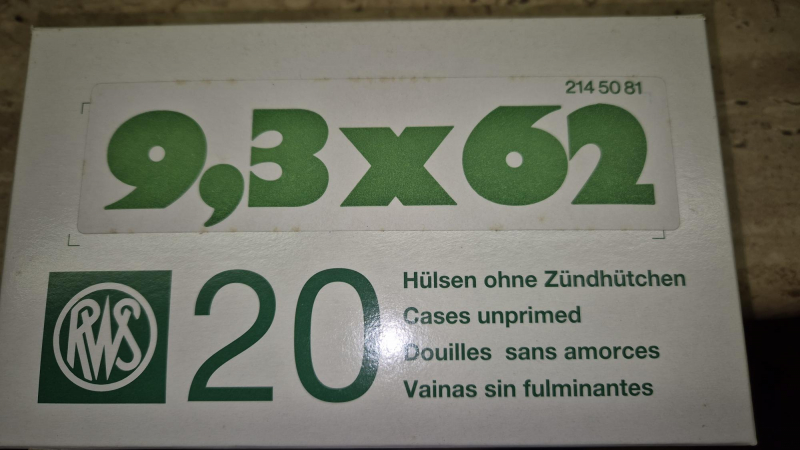 214 50 81
9,3x62
RWS
20
Hülsen ohne Zündhütchen
Cases unprimed
Douilles sans amorces
Vainas sin fulminantes